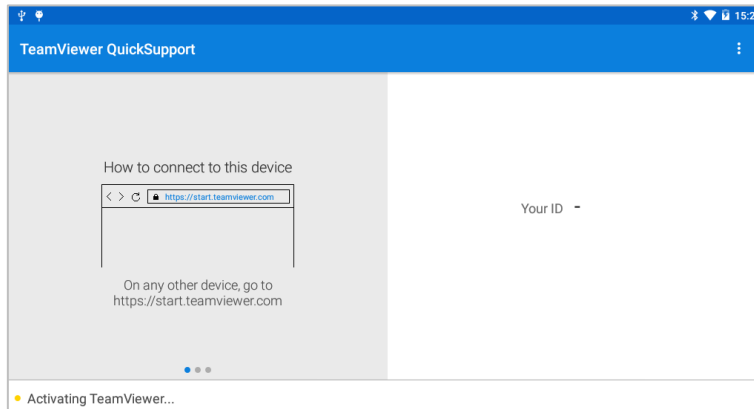 15:2
TeamViewer QuickSupport
How to connect to this device
https://start.teamviewer.com
On any other device, go to
https://start.teamviewer.com
Your ID -
Activating TeamViewer...